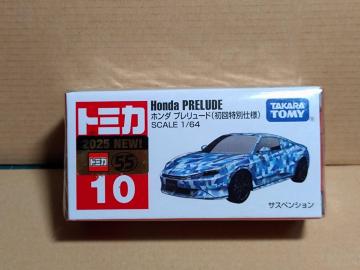 トミカ
2025 NEW!
トミカ 55
10
Honda PRELUDE
ホンダ プレリュード(初回特別仕様)
SCALE 1/64
TAKARA TOMY
サスペンション